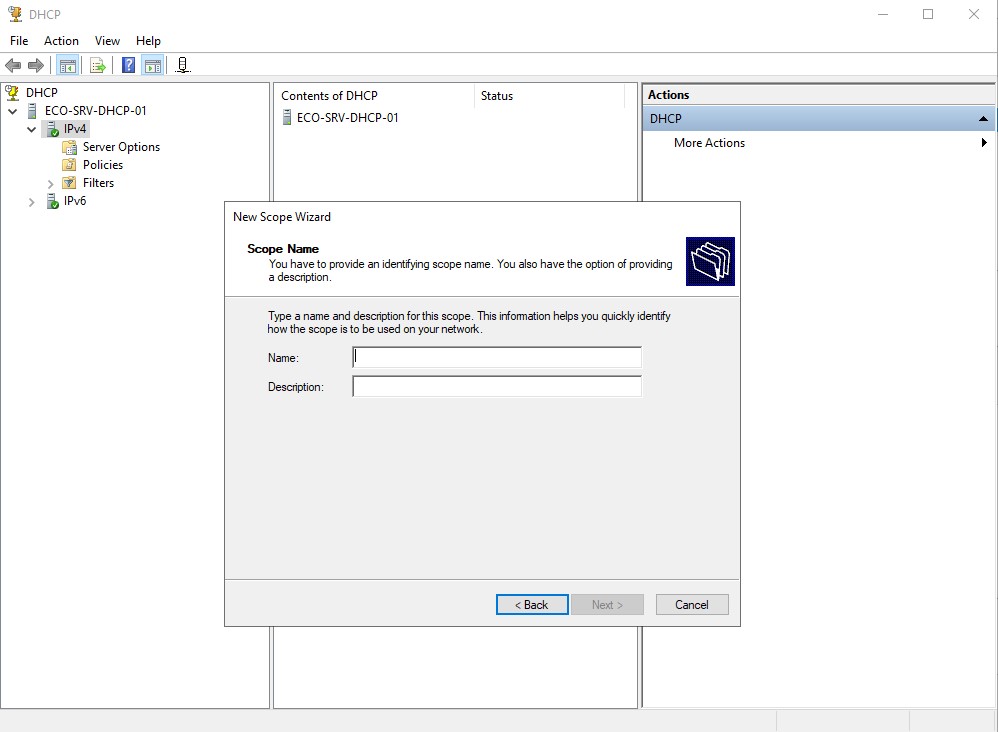 DHCP
File Action View Help
DHCP
ECO-SRV-DHCP-01
IPv4
Server Options
Policies
Filters
IPv6
Contents of DHCP Status
ECO-SRV-DHCP-01
Actions
DHCP
More Actions
New Scope Wizard
Scope Name
You have to provide an identifying scope name. You also have the option of providing
a description.
Type a name and description for this scope. This information helps you quickly identify
how the scope is to be used on your network.
Name:
Description:
< Back Next > Cancel